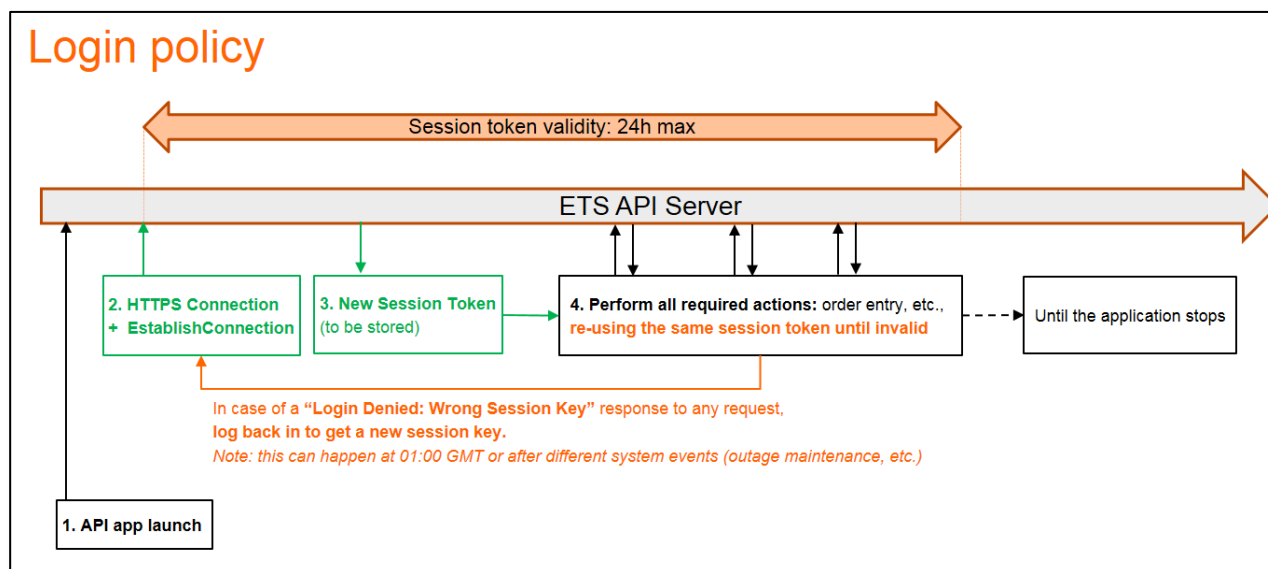 Login policy
Session token validity: 24h max
ETS API Server
2. HTTPS Connection
+ EstablishConnection
3. New Session Token
(to be stored)
4. Perform all required actions: order entry, etc.,
re-using the same session token until invalid
Until the application stops
In case of a “Login Denied: Wrong Session Key” response to any request,
log back in to get a new session key.
Note: this can happen at 01:00 GMT or after different system events (outage maintenance, etc.)
1. API app launch